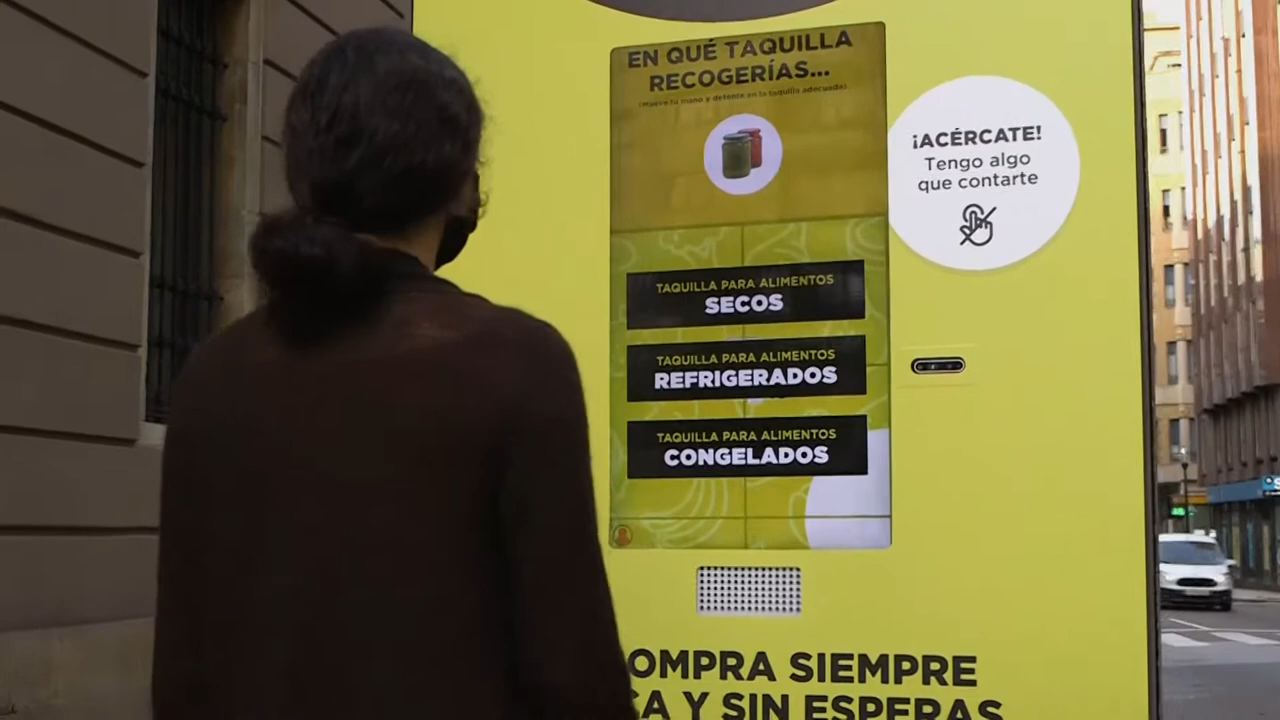 EN QUÉ TAQUILLA
RECOGERÍAS...
(Mueve tu mano y detente en la taquilla adecuada)
¡ACÉRCATE!
Tengo algo
que contarte
TAQUILLA PARA ALIMENTOS
SECOS
TAQUILLA PARA ALIMENTOS
REFRIGERADOS
TAQUILLA PARA ALIMENTOS
CONGELADOS
OMPRA SIEMPRE
CA Y SIN ESPERAS